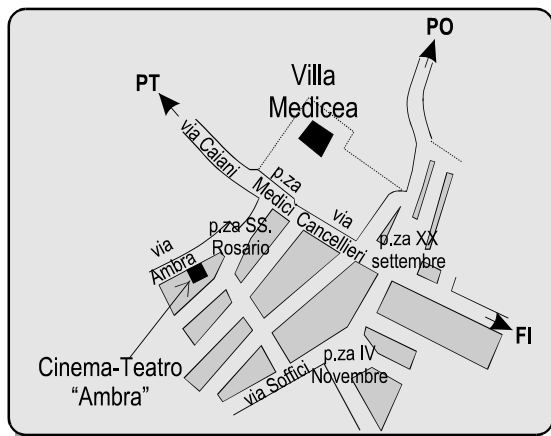 PO
PT
Villa
Medicea
via Caiani
p.za
Medici
via
Cancellieri
p.za SS.
Rosario
via
Ambra
p.za XX
settembre
FI
Cinema-Teatro
“Ambra”
p.za IV
Novembre
via Soffici